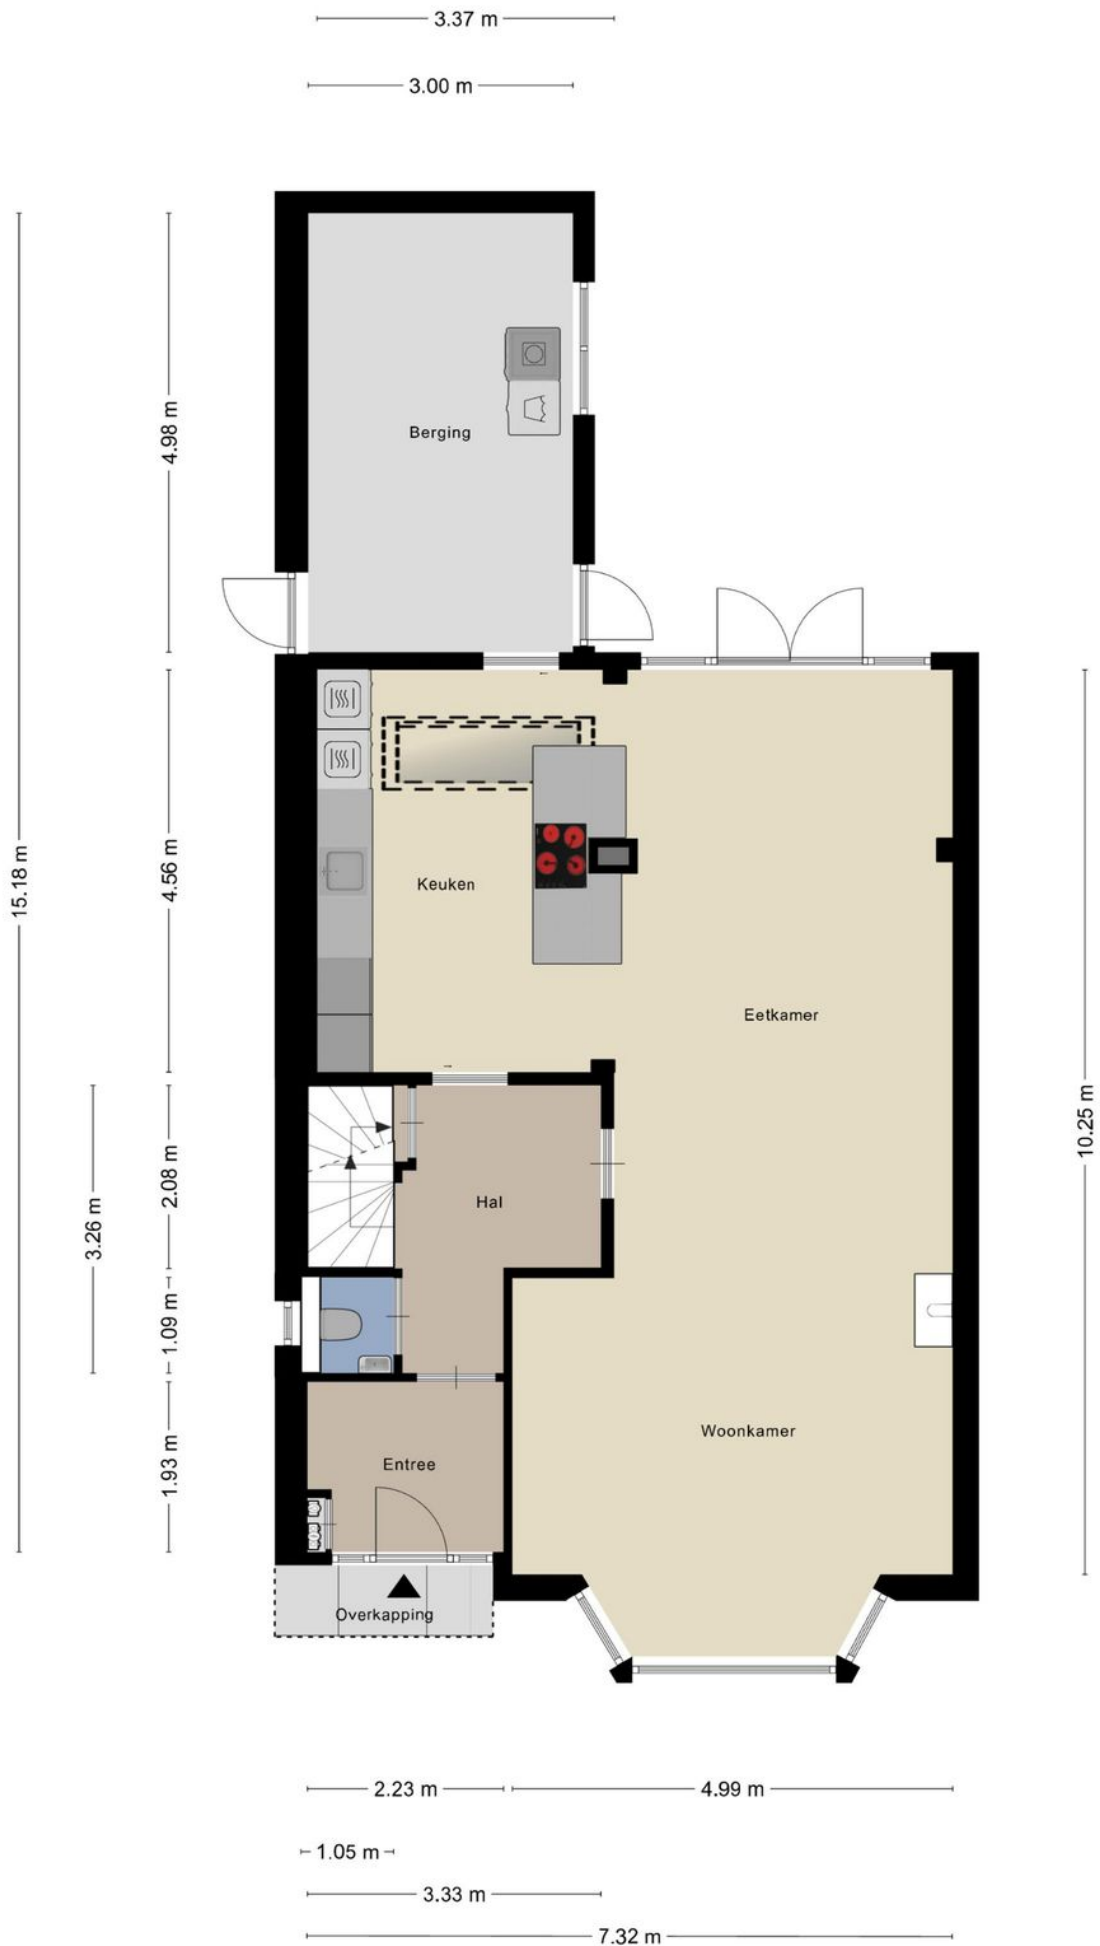 3.37 m
3.00 m
4.98 m
Berging
15.18 m
4.56 m
Keuken
Eetkamer
10.25 m
2.08 m
3.26 m
Hal
1.09 m
Woonkamer
1.93 m
Entree
Overkapping
2.23 m
4.99 m
1.05 m
3.33 m
7.32 m